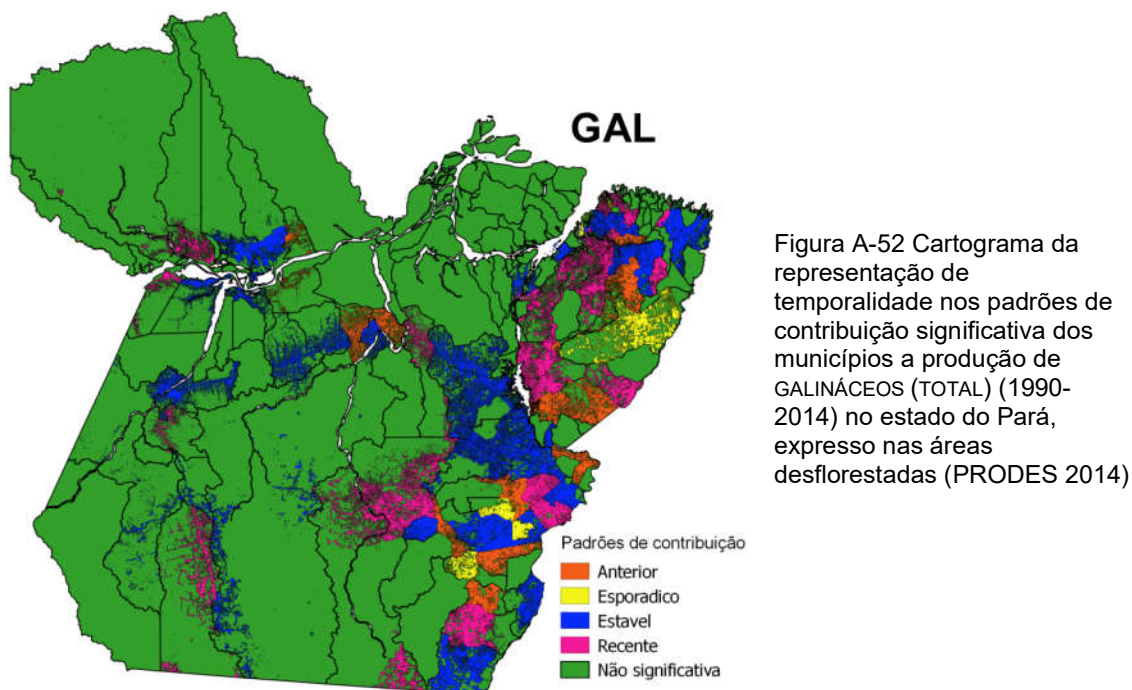 GAL
Figura A-52 Cartograma da
representação de
temporalidade nos padrões de
contribuição significativa dos
municípios a produção de
GALINÁCEOS (TOTAL) (1990-
2014) no estado do Pará,
expresso nas áreas
desflorestadas (PRODES 2014)
Padrões de contribuição
Anterior
Esporadico
Estavel
Recente
Não significativa